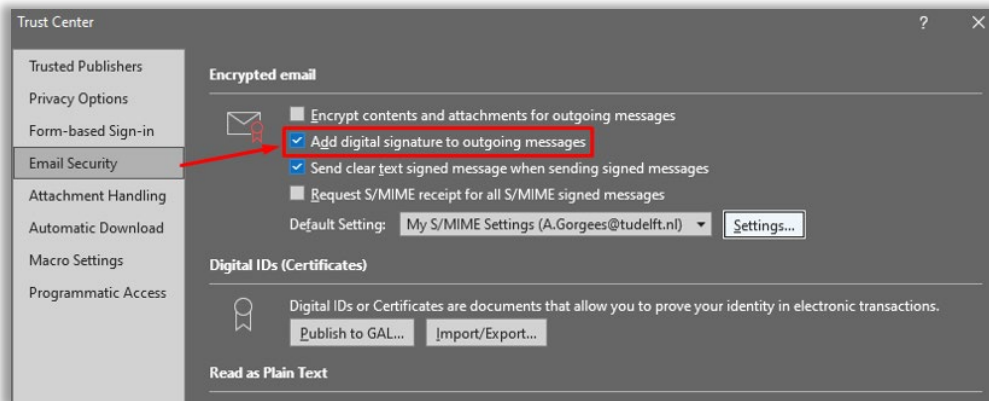 Trust Center
?
Trusted Publishers
Privacy Options
Form-based Sign-in
Email Security
Attachment Handling
Automatic Download
Macro Settings
Programmatic Access
Encrypted email
Encrypt contents and attachments for outgoing messages
Add digital signature to outgoing messages
Send clear text signed message when sending signed messages
Request S/MIME receipt for all S/MIME signed messages
Default Setting: My S/MIME Settings (A.Gorgees@tudelft.nl) Settings...
Digital IDs (Certificates)
Digital IDs or Certificates are documents that allow you to prove your identity in electronic transactions.
Publish to GAL... Import/Export...
Read as Plain Text